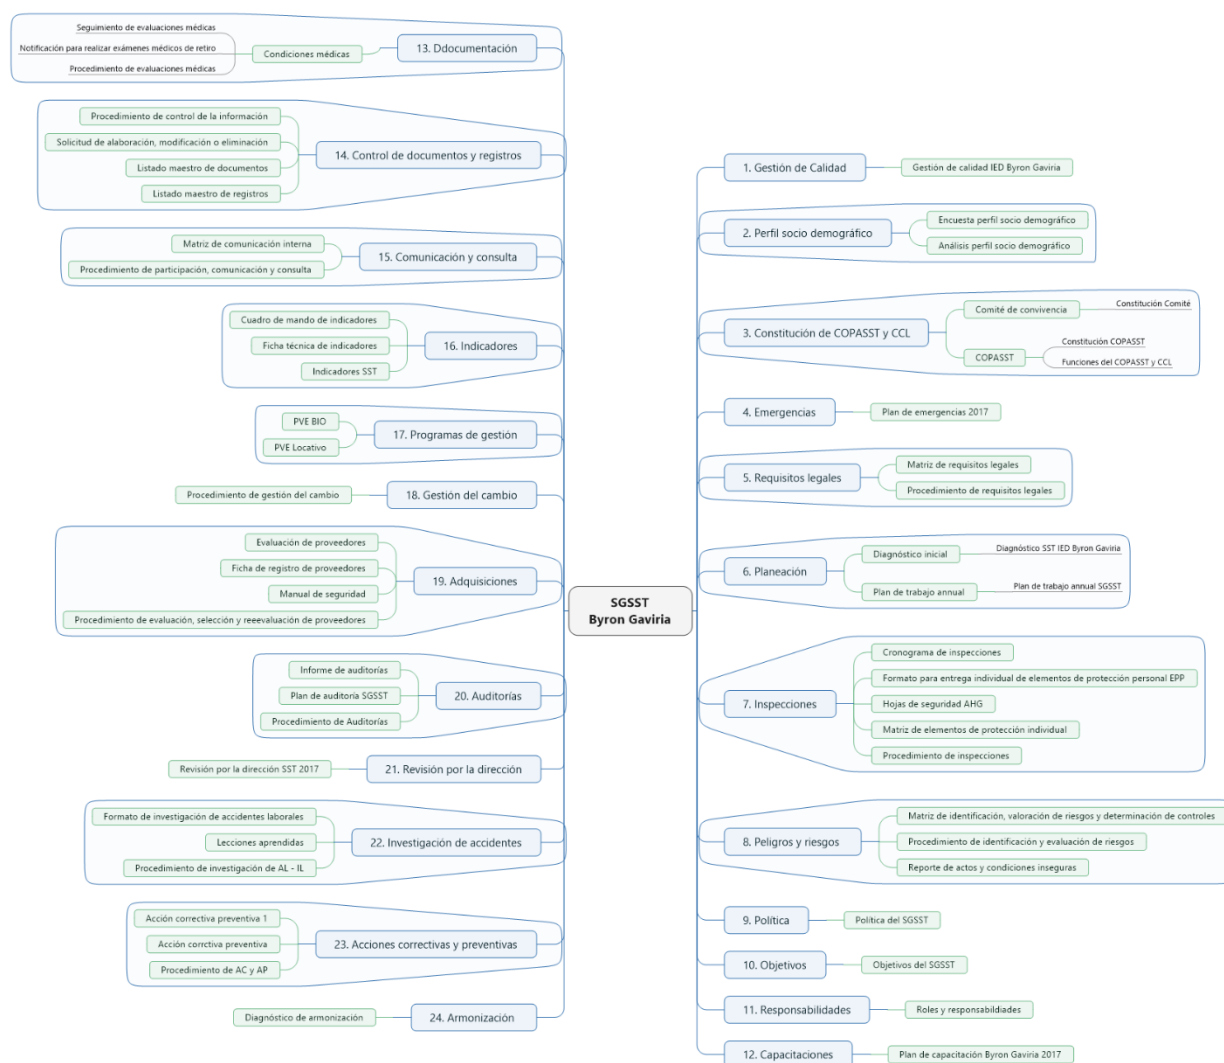 SGSST
Byron Gaviria
1. Gestión de Calidad
Gestión de calidad IED Byron Gaviria
2. Perfil socio demográfico
Encuesta perfil socio demográfico
Análisis perfil socio demográfico
3. Constitución de COPASST y CCL
Comité de convivencia
Constitución Comité
COPASST
Constitución COPASST
Funciones del COPASST y CCL
4. Emergencias
Plan de emergencias 2017
5. Requisitos legales
Matriz de requisitos legales
Procedimiento de requisitos legales
6. Planeación
Diagnóstico inicial
Diagnóstico SST IED Byron Gaviria
Plan de trabajo annual
Plan de trabajo annual SGSST
7. Inspecciones
Cronograma de inspecciones
Formato para entrega individual de elementos de protección personal EPP
Hojas de seguridad AHG
Matriz de elementos de protección individual
Procedimiento de inspecciones
8. Peligros y riesgos
Matriz de identificación, valoración de riesgos y determinación de controles
Procedimiento de identificación y evaluación de riesgos
Reporte de actos y condiciones inseguras
9. Política
Política del SGSST
10. Objetivos
Objetivos del SGSST
11. Responsabilidades
Roles y responsabildiades
12. Capacitaciones
Plan de capacitación Byron Gaviria 2017
13. Ddocumentación
Condiciones médicas
Seguimiento de evaluaciones médicas
Notificación para realizar exámenes médicos de retiro
Procedimiento de evaluaciones médicas
14. Control de documentos y registros
Procedimiento de control de la información
Solicitud de alaboración, modificación o eliminación
Listado maestro de documentos
Listado maestro de registros
15. Comunicación y consulta
Matriz de comunicación interna
Procedimiento de participación, comunicación y consulta
16. Indicadores
Cuadro de mando de indicadores
Ficha técnica de indicadores
Indicadores SST
17. Programas de gestión
PVE BIO
PVE Locativo
18. Gestión del cambio
Procedimiento de gestión del cambio
19. Adquisiciones
Evaluación de proveedores
Ficha de registro de proveedores
Manual de seguridad
Procedimiento de evaluación, selección y reeevaluación de proveedores
20. Auditorías
Informe de auditorías
Plan de auditoría SGSST
Procedimiento de Auditorías
21. Revisión por la dirección
Revisión por la dirección SST 2017
22. Investigación de accidentes
Formato de investigación de accidentes laborales
Lecciones aprendidas
Procedimiento de investigación de AL - IL
23. Acciones correctivas y preventivas
Acción correctiva preventiva 1
Acción corrctiva preventiva
Procedimiento de AC y AP
24. Armonización
Diagnóstico de armonización